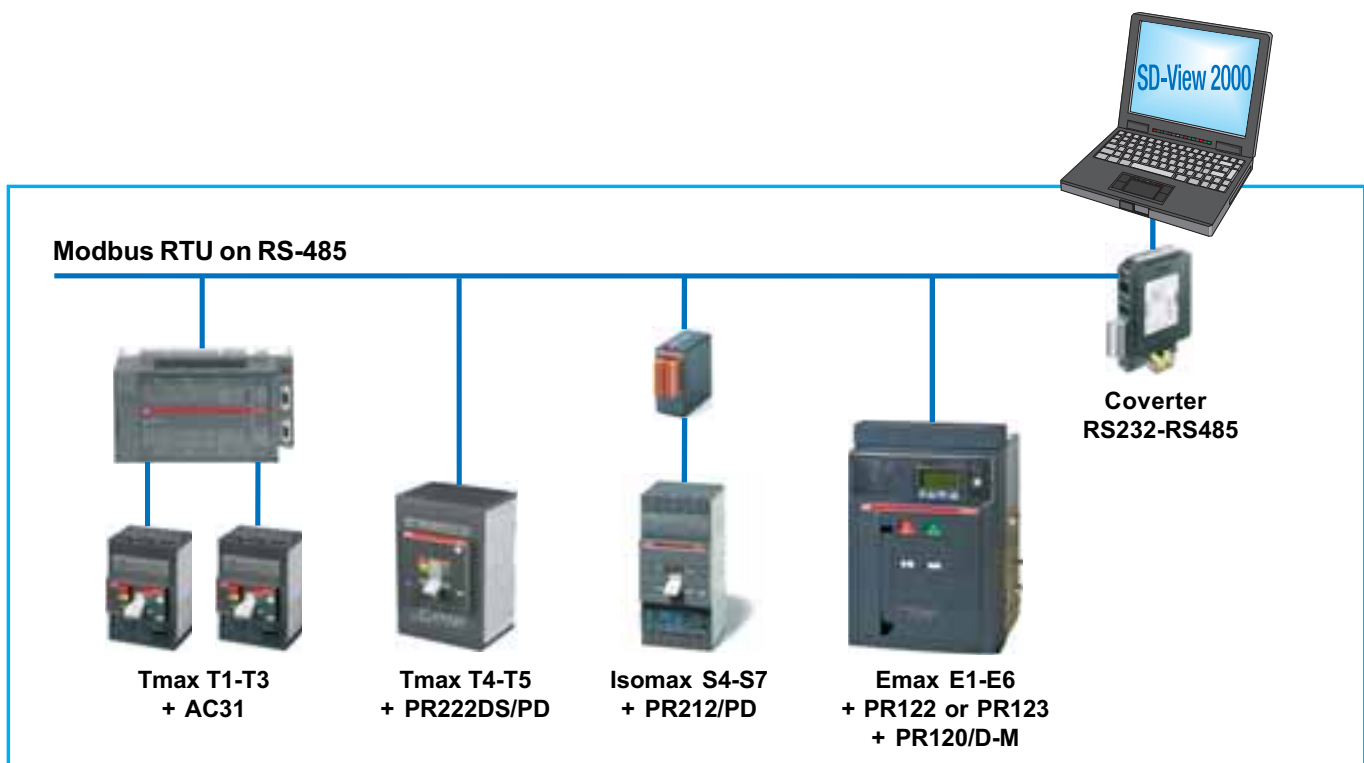 SD-View 2000
Modbus RTU on RS-485
Coverter
RS232-RS485
Tmax T1-T3
+ AC31
Tmax T4-T5
+ PR222DS/PD
Isomax S4-S7
+ PR212/PD
Emax E1-E6
+ PR122 or PR123
+ PR120/D-M